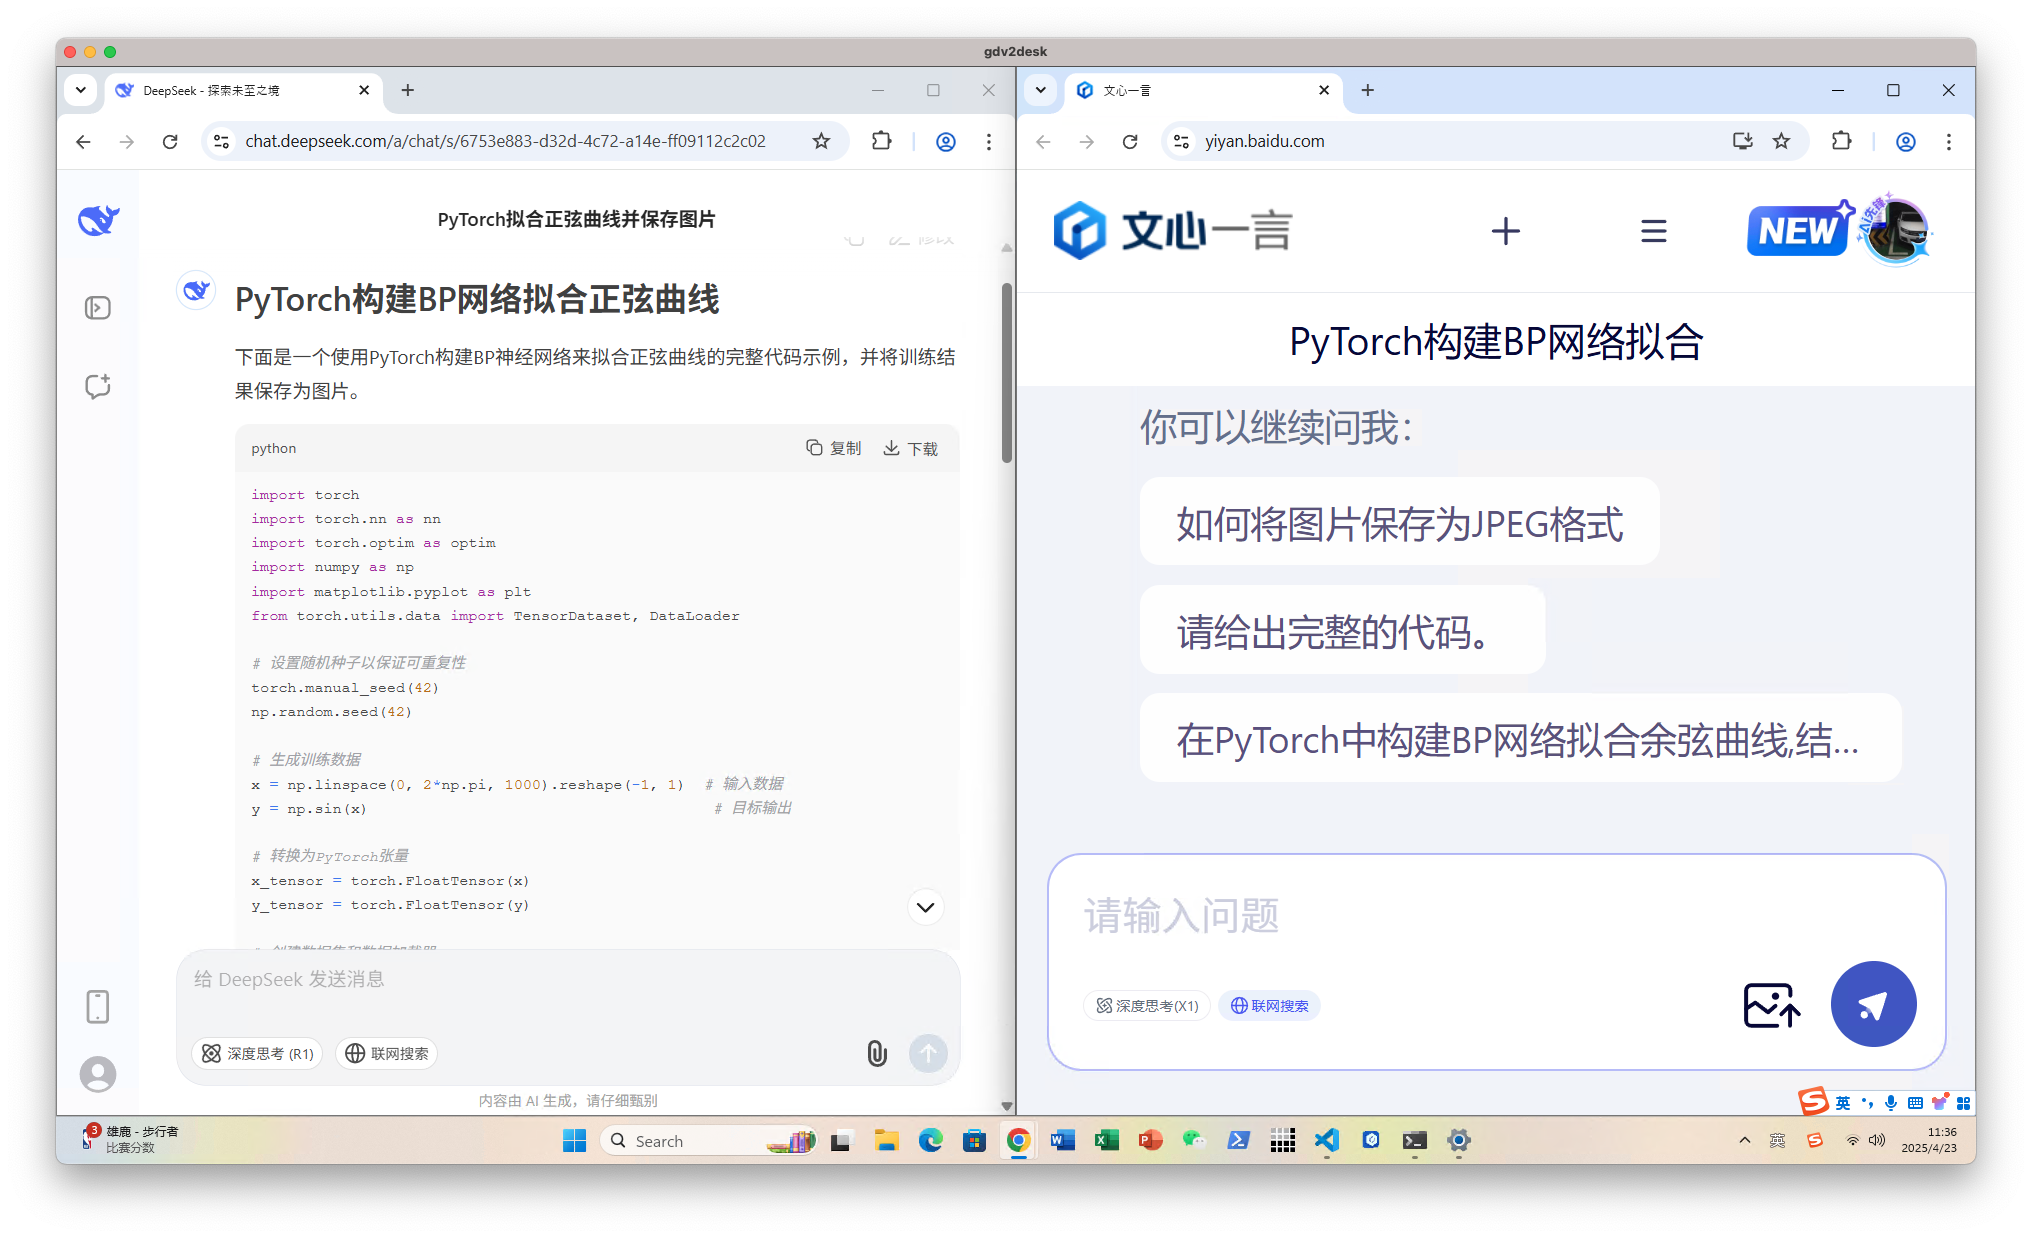 gdv2desk
DeepSeek - 探索未至之境
chat.deepseek.com/a/chat/s/6753e883-d32d-4c72-a14e-ff09112c2c02
PyTorch拟合正弦曲线并保存图片
PyTorch构建BP网络拟合正弦曲线
下面是一个使用PyTorch构建BP神经网络来拟合正弦曲线的完整代码示例，并将训练结
果保存为图片。
python 复制 下载
import torch
import torch.nn as nn
import torch.optim as optim
import numpy as np
import matplotlib.pyplot as plt
from torch.utils.data import TensorDataset, DataLoader
# 设置随机种子以保证可重复性
torch.manual_seed(42)
np.random.seed(42)
# 生成训练数据
x = np.linspace(0, 2*np.pi, 1000).reshape(-1, 1)  # 输入数据
y = np.sin(x)  # 目标输出
# 转换为PyTorch张量
x_tensor = torch.FloatTensor(x)
y_tensor = torch.FloatTensor(y)
给 DeepSeek 发送消息
深度思考 (R1) 联网搜索
内容由 AI 生成，请仔细甄别
文心一言
yiyan.baidu.com
文心一言 NEW
PyTorch构建BP网络拟合
你可以继续问我：
如何将图片保存为JPEG格式
请给出完整的代码。
在PyTorch中构建BP网络拟合余弦曲线,结...
请输入问题
深度思考(X1) 联网搜索
英
3
雄鹿 - 步行者
比赛分数
Search
英
11:36
2025/4/23